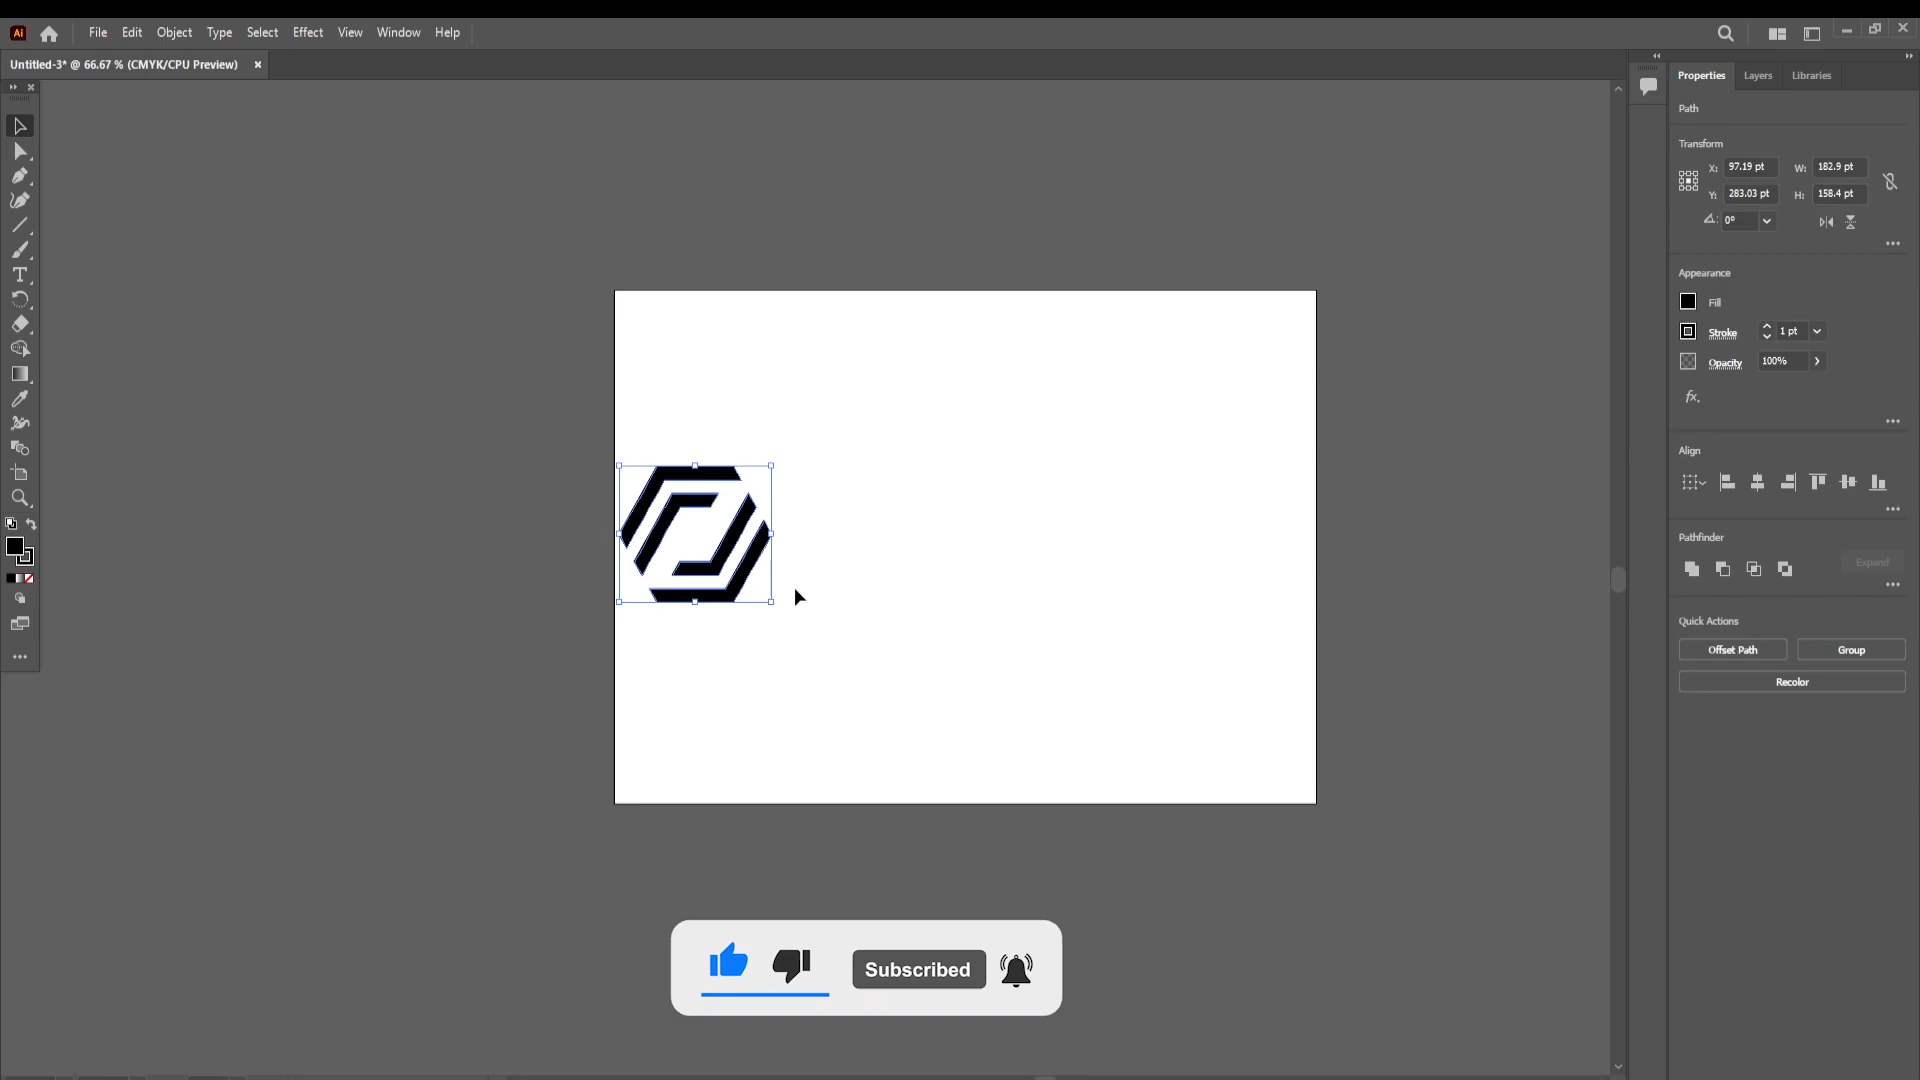 Ai File Edit Object Type Select Effect View Window Help
Untitled-3* @ 66.67 % (CMYK/CPU Preview) ×
Properties Layers Libraries
Path
Transform
X: 97.19 pt W: 182.9 pt
Y: 283.03 pt H: 158.4 pt
0°
Appearance
Fill
Stroke 1 pt
Opacity 100%
fx.
Align
Pathfinder
Expand
Quick Actions
Offset Path Group
Recolor
Subscribed